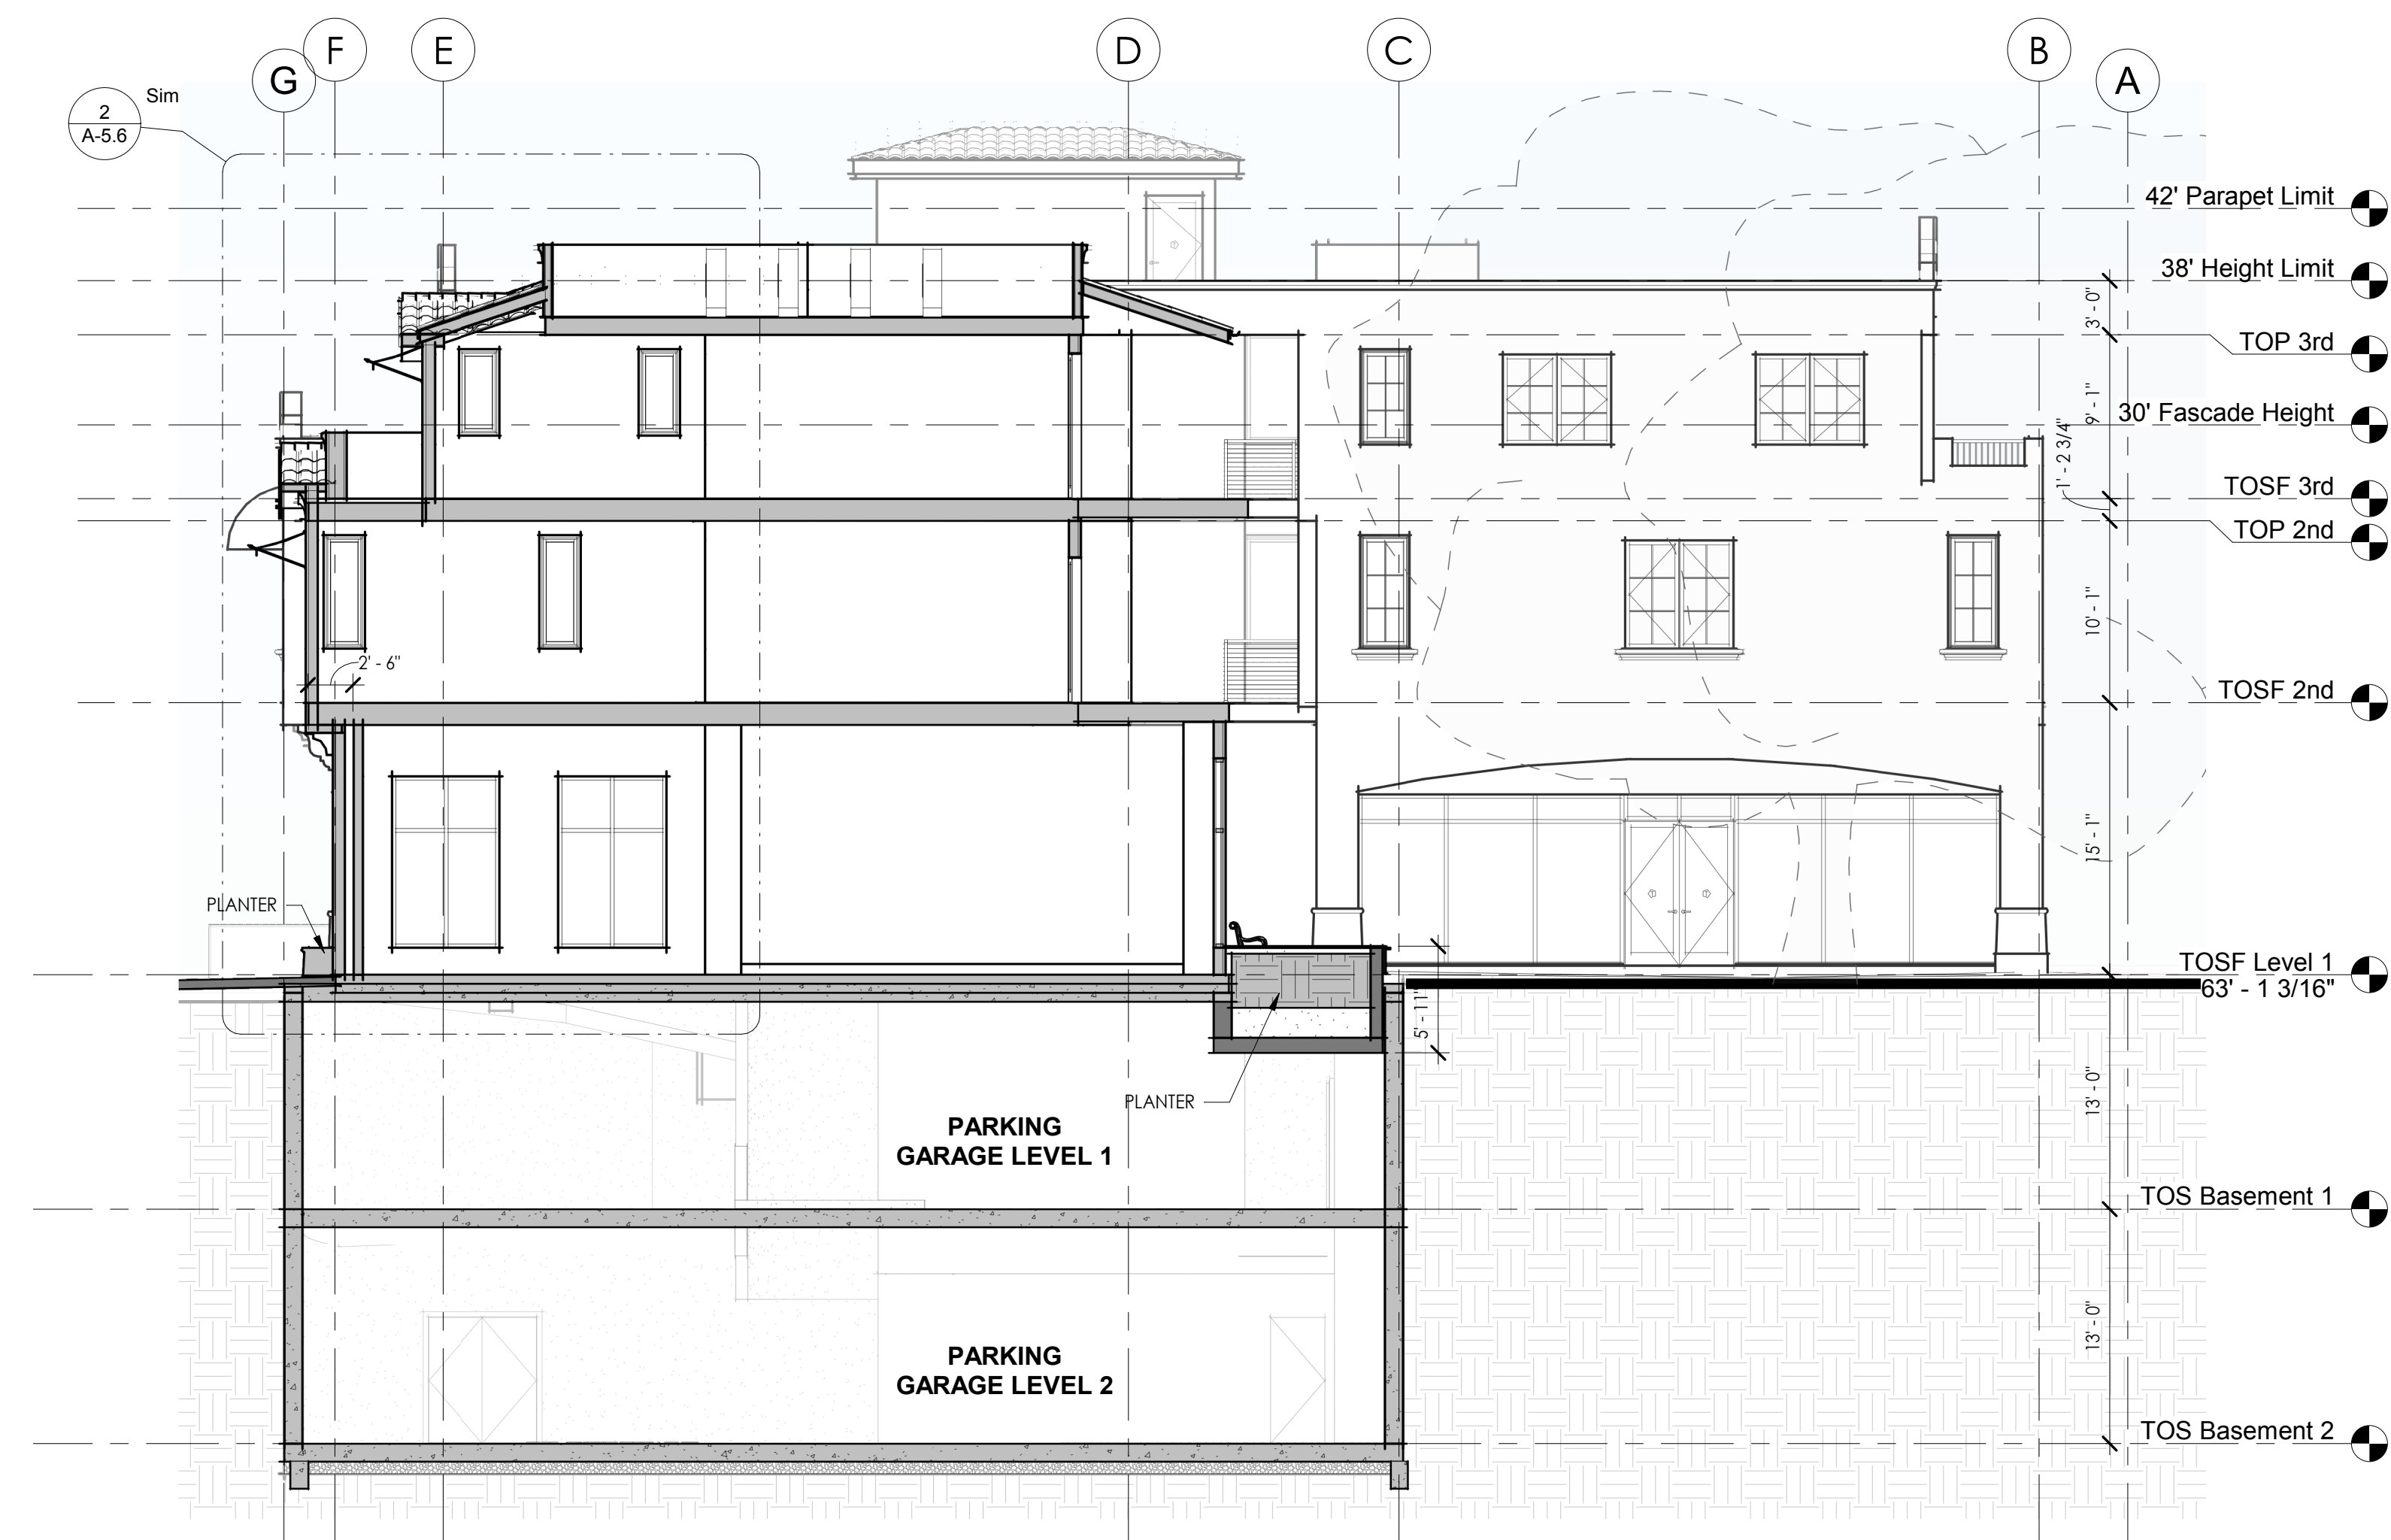 F
E
D
C
B
G
A
2
A-5.6
Sim
42' Parapet Limit
38' Height Limit
3' - 0"
TOP 3rd
9' - 1"
30' Fascade Height
1' - 2 3/4"
TOSF 3rd
TOP 2nd
10' - 1"
2' - 6"
TOSF 2nd
15' - 1"
PLANTER
TOSF Level 1
63' - 1 3/16"
5' - 11"
13' - 0"
PLANTER
PARKING
GARAGE LEVEL 1
TOS Basement 1
13' - 0"
PARKING
GARAGE LEVEL 2
TOS Basement 2